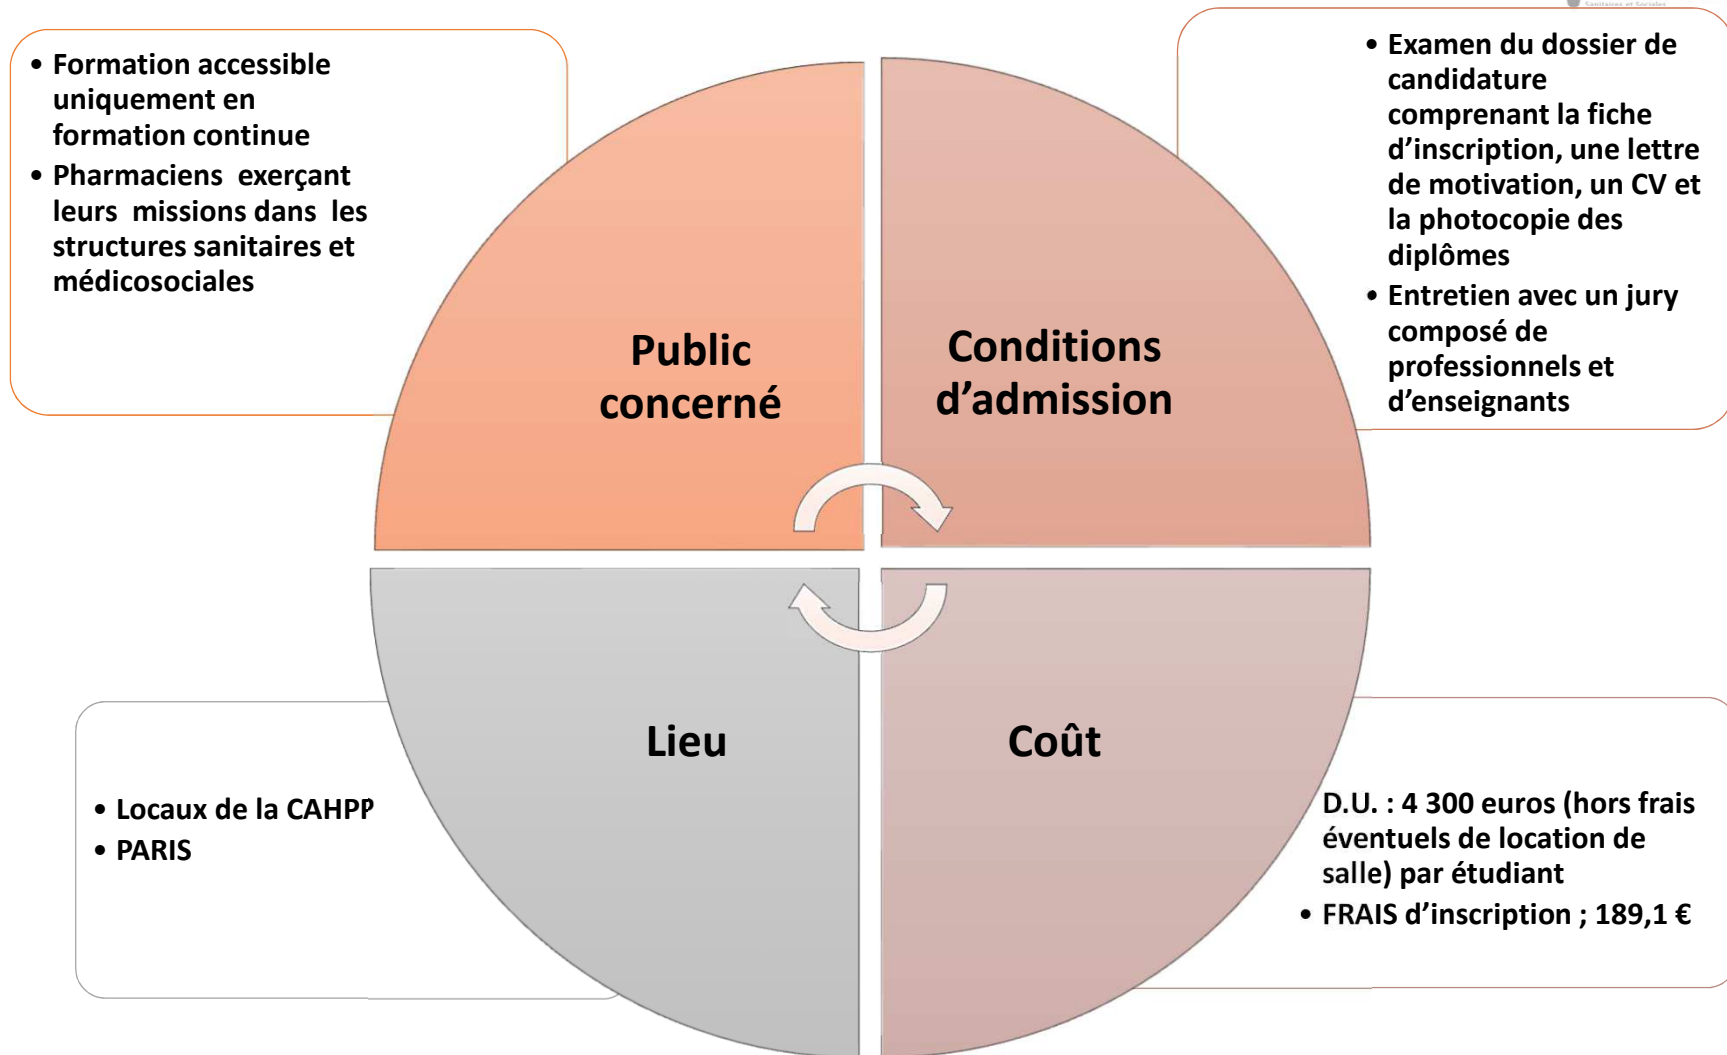 Sanitaires et Sociales
• Formation accessible
uniquement en
formation continue
• Pharmaciens exerçant
leurs missions dans les
structures sanitaires et
médicosociales
Public
concerné
Conditions
d’admission
• Examen du dossier de
candidature
comprenant la fiche
d’inscription, une lettre
de motivation, un CV et
la photocopie des
diplômes
• Entretien avec un jury
composé de
professionnels et
d’enseignants
Lieu
• Locaux de la CAHPP
• PARIS
Coût
D.U. : 4 300 euros (hors frais
éventuels de location de
salle) par étudiant
• FRAIS d’inscription ; 189,1 €